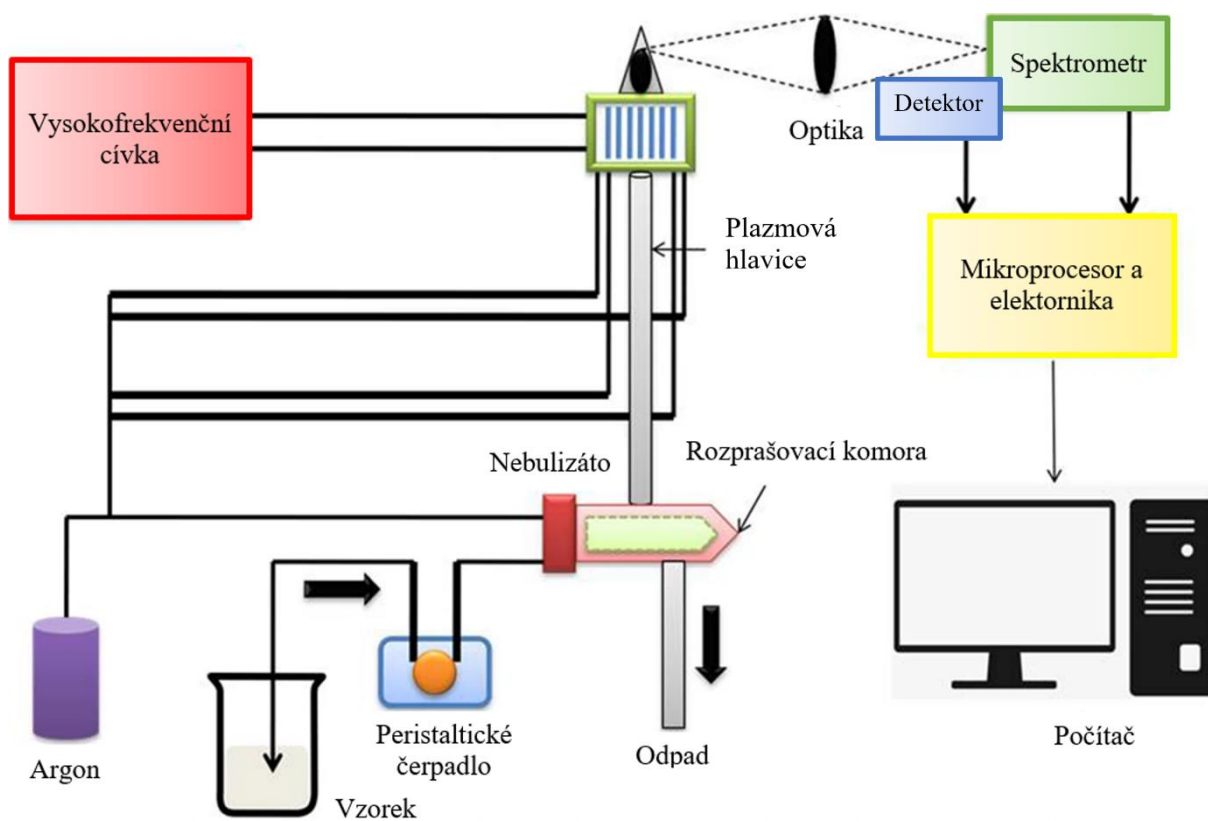 Vysokofrekvenční
cívka
Optika
Detektor
Spektrometr
Plazmová
hlavice
Mikroprocesor a
elektornika
Nebulizáto
Rozprašovací komora
Argon
Vzorek
Peristaltické
čerpadlo
Odpad
Počítač